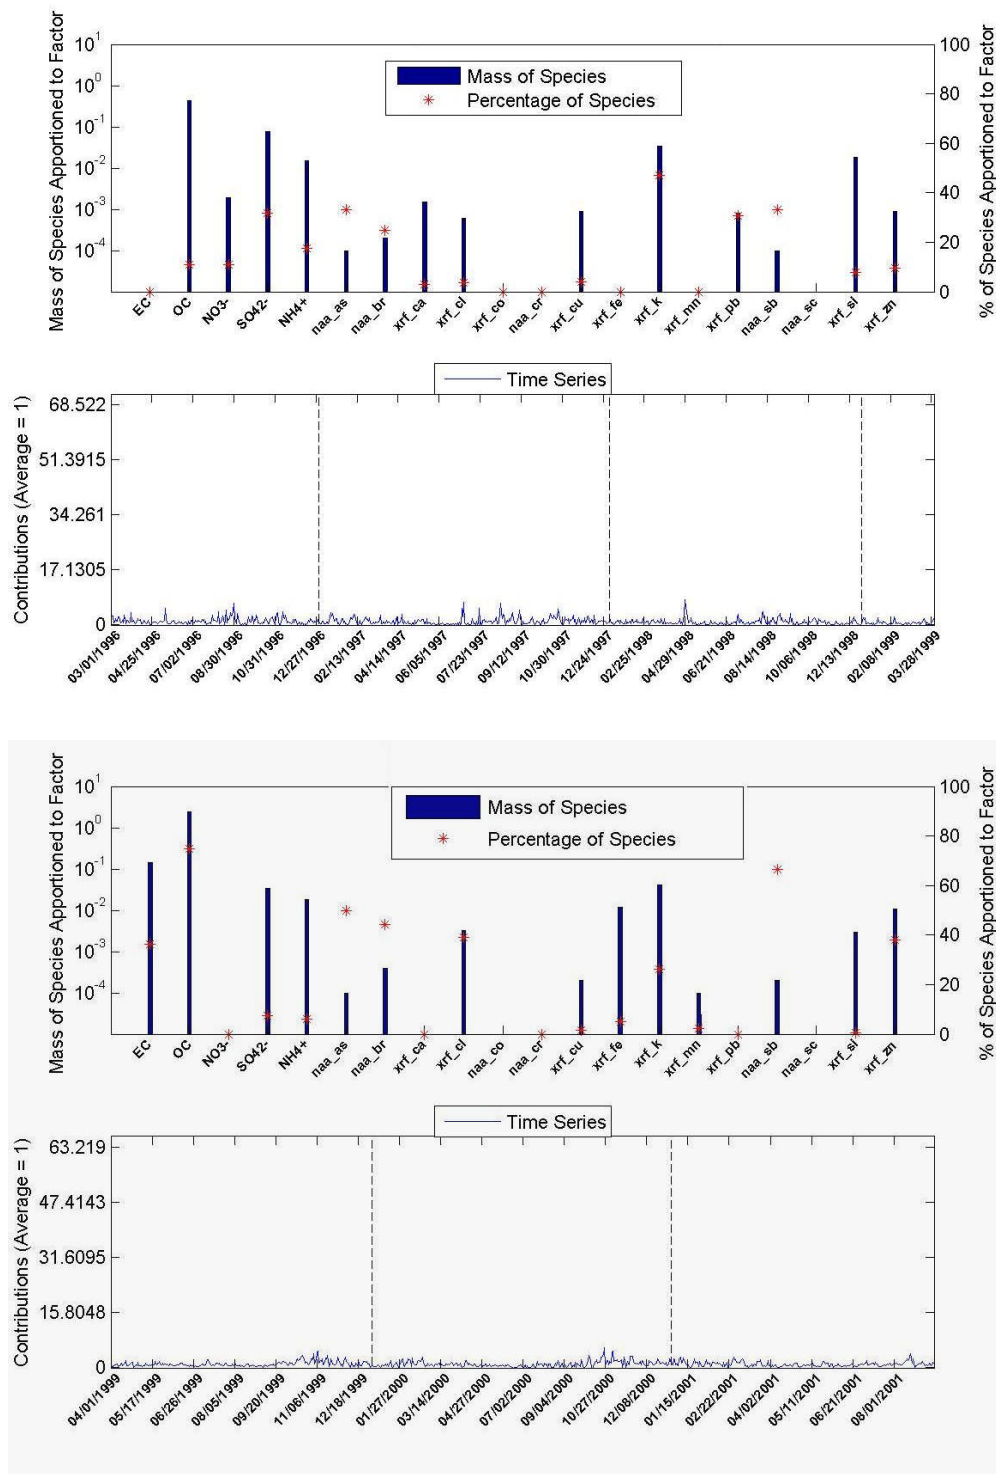 Mass of Species Apportioned to Factor
% of Species Apportioned to Factor
10^1
10^0
10^-1
10^-2
10^-3
10^-4
100
80
60
40
20
0
Mass of Species
Percentage of Species
EC OC NO3- SO42- NH4+ naa_as naa_br xrf_ca xrf_cl xrf_co naa_cr xrf_cu xrf_fe xrf_k xrf_mn xrf_pb naa_sb naa_sc xrf_si xrf_zn
Time Series
Contributions (Average = 1)
68.522
51.3915
34.261
17.1305
0
03/01/1996 04/25/1996 07/02/1996 08/30/1996 10/31/1996 12/27/1996 02/13/1997 04/14/1997 06/05/1997 07/23/1997 09/12/1997 10/30/1997 12/24/1997 02/25/1998 04/29/1998 06/21/1998 08/14/1998 10/06/1998 12/13/1998 02/08/1999 03/28/1999
Mass of Species Apportioned to Factor
% of Species Apportioned to Factor
10^1
10^0
10^-1
10^-2
10^-3
10^-4
100
80
60
40
20
0
Mass of Species
Percentage of Species
EC OC NO3- SO42- NH4+ naa_as naa_br xrf_ca xrf_cl naa_co naa_cr xrf_cu xrf_fe xrf_k xrf_mn xrf_pb naa_sb naa_sc xrf_si xrf_zn
Time Series
Contributions (Average = 1)
63.219
47.4143
31.6095
15.8048
0
04/01/1999 05/17/1999 06/26/1999 08/05/1999 09/20/1999 11/06/1999 12/18/1999 01/27/2000 03/14/2000 04/27/2000 07/02/2000 09/04/2000 10/27/2000 12/08/2000 01/15/2001 02/22/2001 04/02/2001 05/11/2001 06/21/2001 08/01/2001